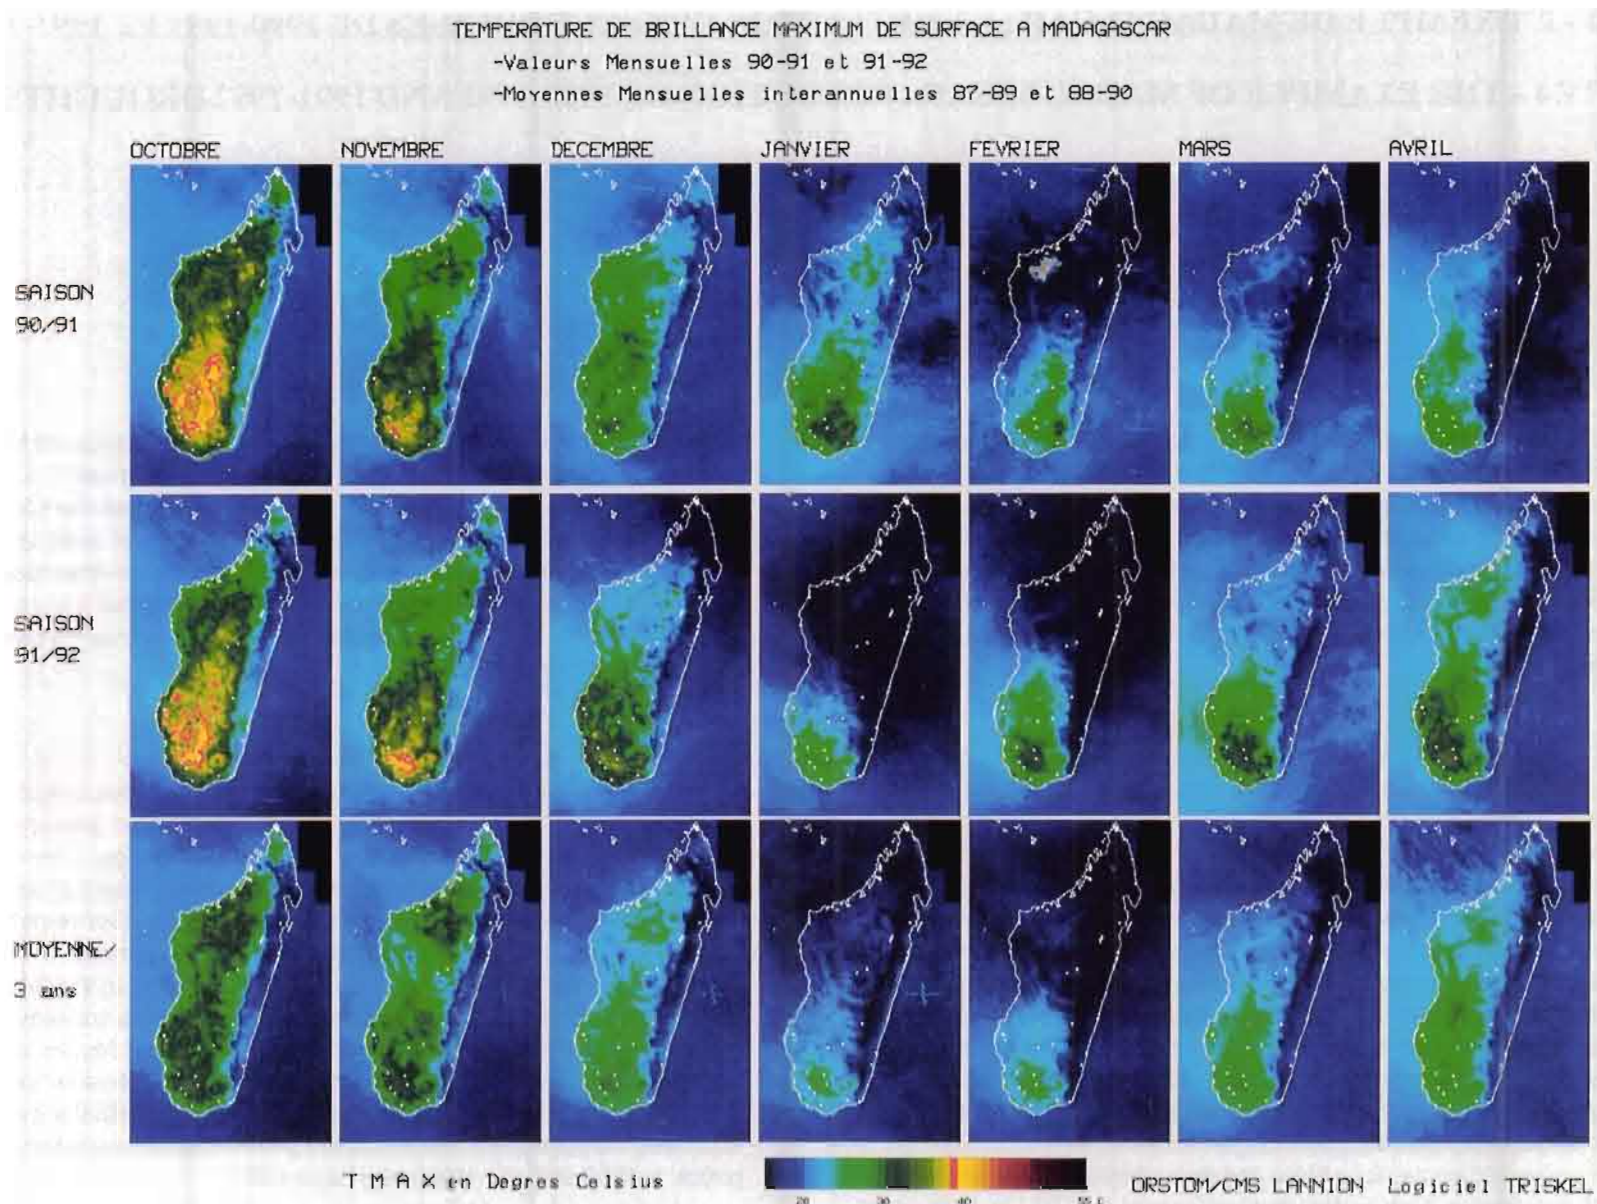 TEMPERATURE DE BRILLANCE MAXIMUM DE SURFACE A MADAGASCAR
-Valeurs Mensuelles 90-91 et 91-92
-Moyennes Mensuelles interannuelles 87-89 et 88-90
OCTOBRE NOVEMBRE DECEMBRE JANVIER FEVRIER MARS AVRIL
SAISON
90/91
SAISON
91/92
MOYENNE/
3 ans
T M A X en Degres Celsius
20 30 40 55 C
ORSTOM/CMS LANNION Logiciel TRISKEL